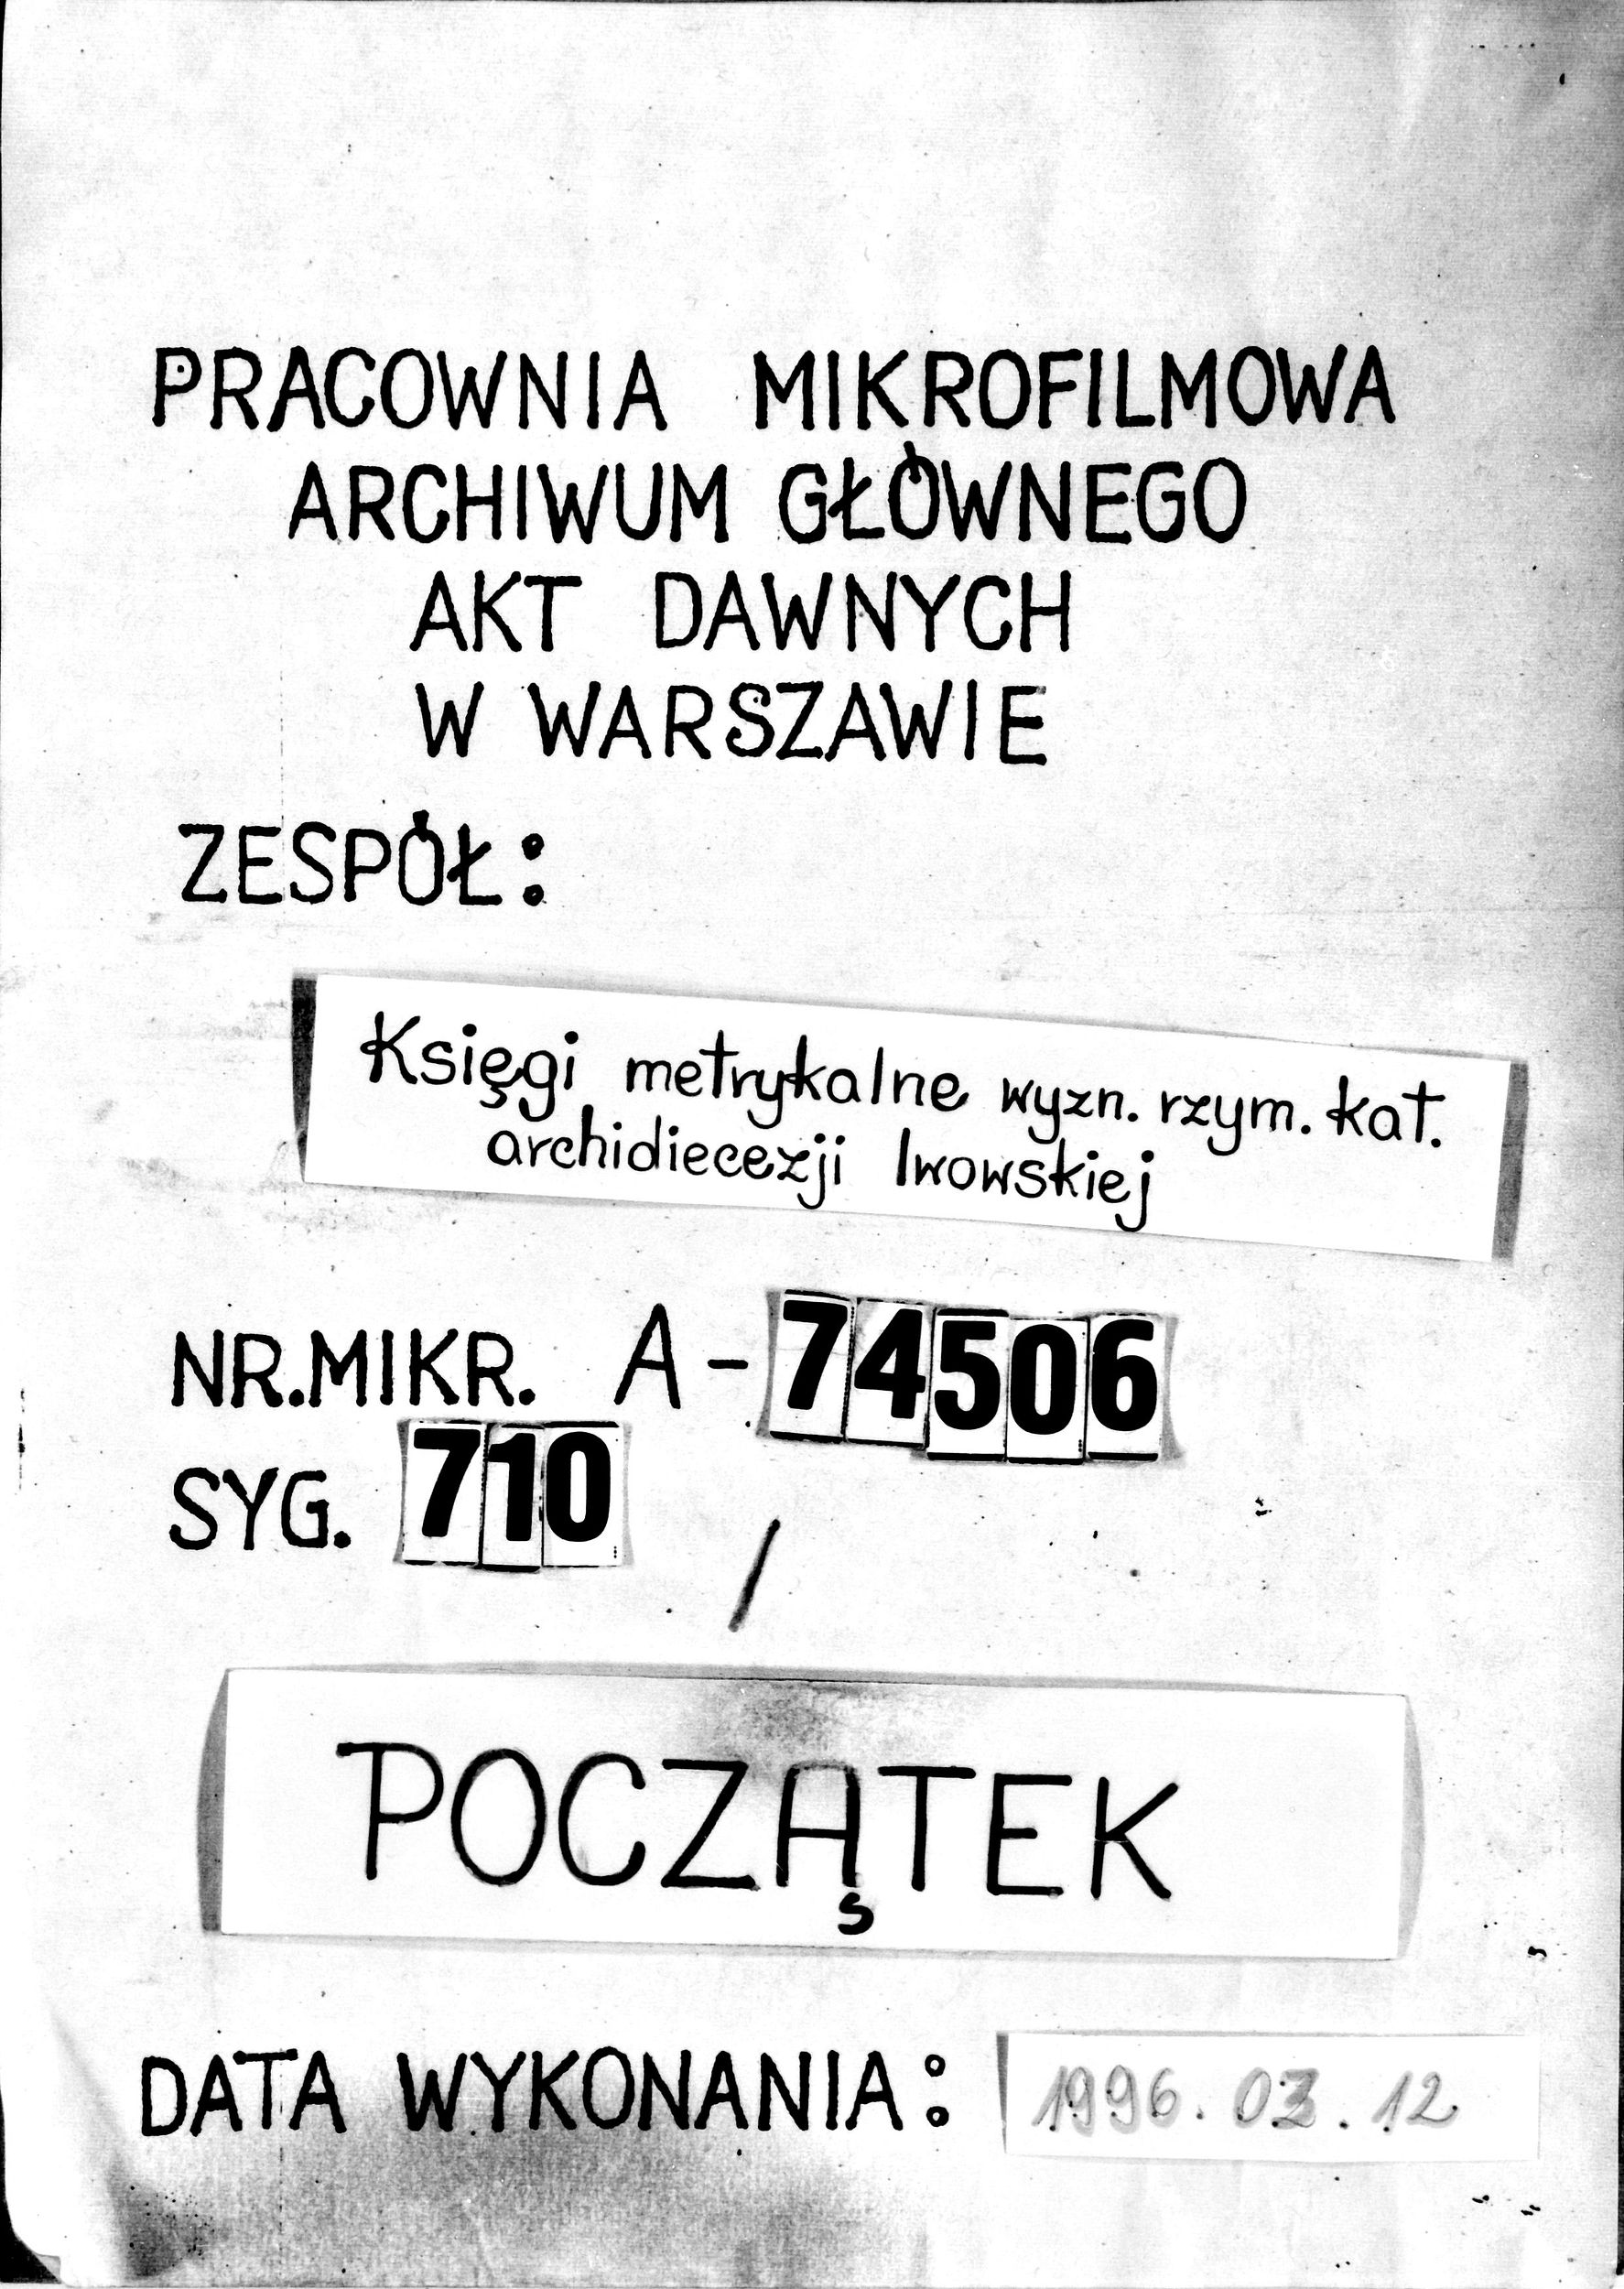 PRACOWNIA MIKROFILMOWA
ARCHIWUM GŁÓWNEGO
AKT DAWNYCH
W WARSZAWIE
ZESPÓŁ:
Księgi metrykalne wyzn. rzym. kat.
archidiecezji lwowskiej
NR.MIKR. A-74506
SYG. 710
/
POCZĄTEK
DATA WYKONANIA: 1996.03.12